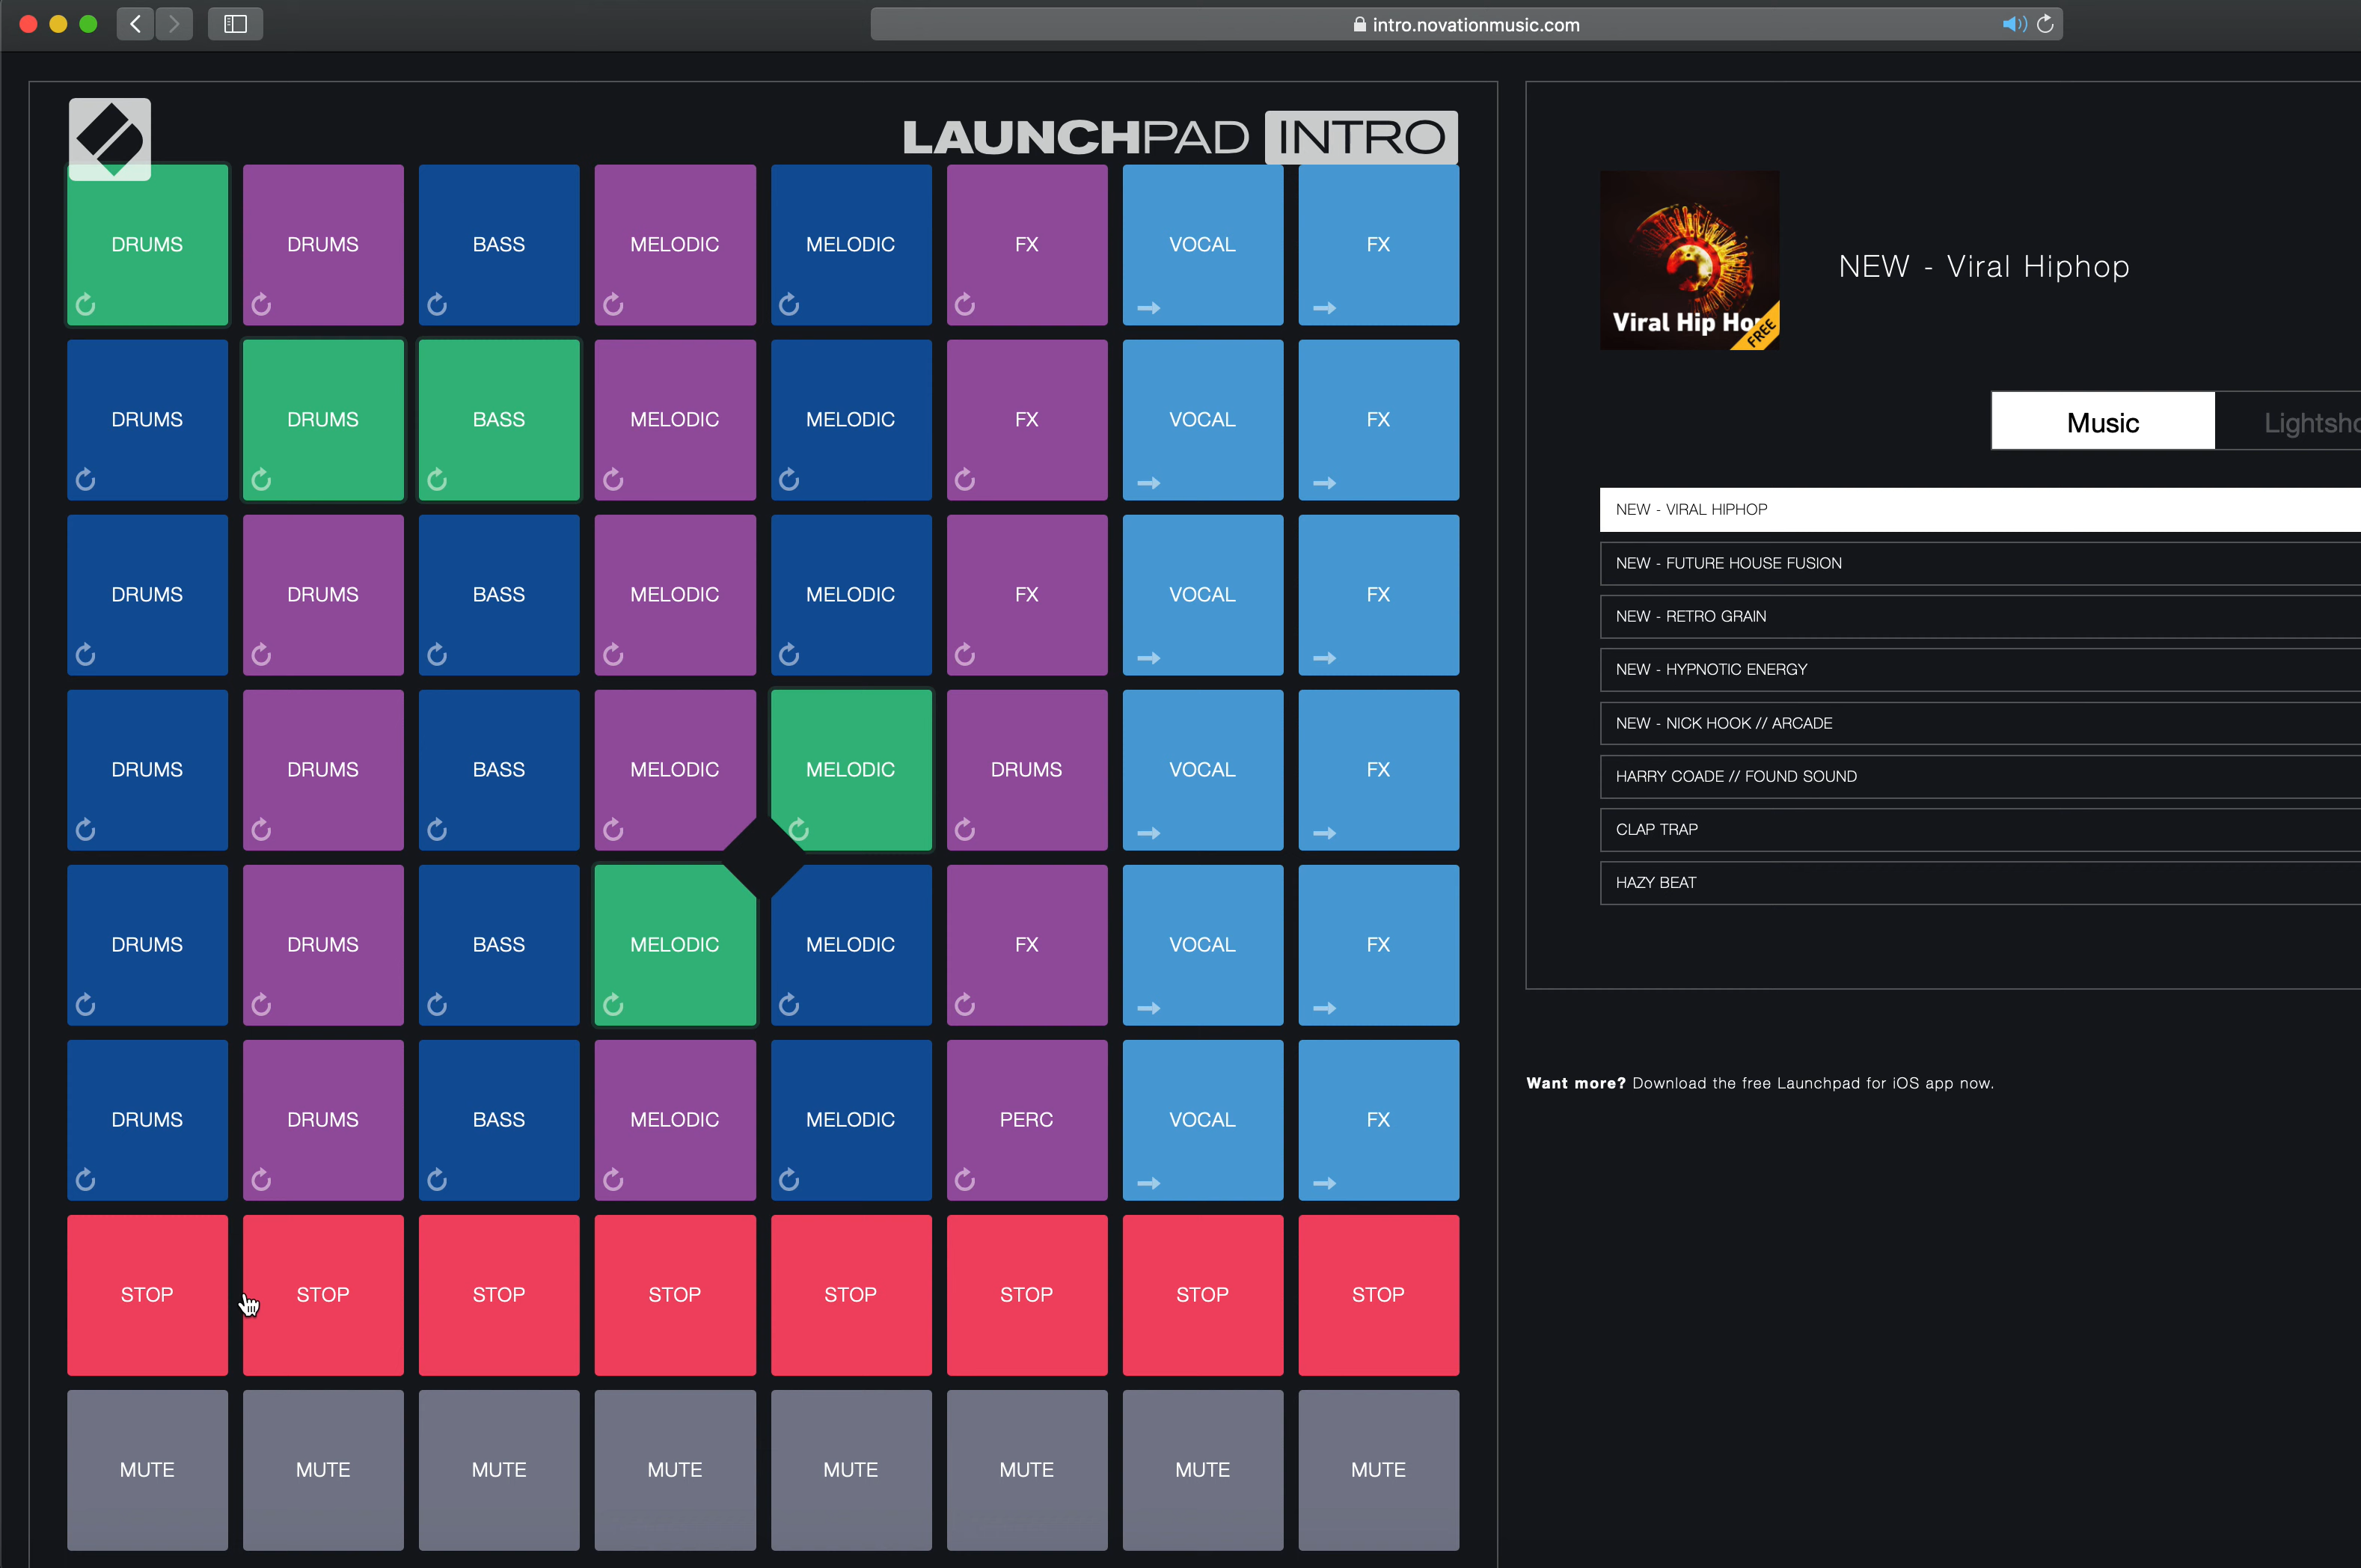 intro.novationmusic.com
LAUNCHPAD INTRO
DRUMS DRUMS BASS MELODIC MELODIC FX VOCAL FX
DRUMS DRUMS BASS MELODIC MELODIC FX VOCAL FX
DRUMS DRUMS BASS MELODIC MELODIC FX VOCAL FX
DRUMS DRUMS BASS MELODIC MELODIC DRUMS VOCAL FX
DRUMS DRUMS BASS MELODIC MELODIC FX VOCAL FX
DRUMS DRUMS BASS MELODIC MELODIC PERC VOCAL FX
STOP STOP STOP STOP STOP STOP STOP STOP
MUTE MUTE MUTE MUTE MUTE MUTE MUTE MUTE
Viral Hip Ho
FREE
NEW - Viral Hiphop
Music Lightsho
NEW - VIRAL HIPHOP
NEW - FUTURE HOUSE FUSION
NEW - RETRO GRAIN
NEW - HYPNOTIC ENERGY
NEW - NICK HOOK // ARCADE
HARRY COADE // FOUND SOUND
CLAP TRAP
HAZY BEAT
Want more? Download the free Launchpad for iOS app now.